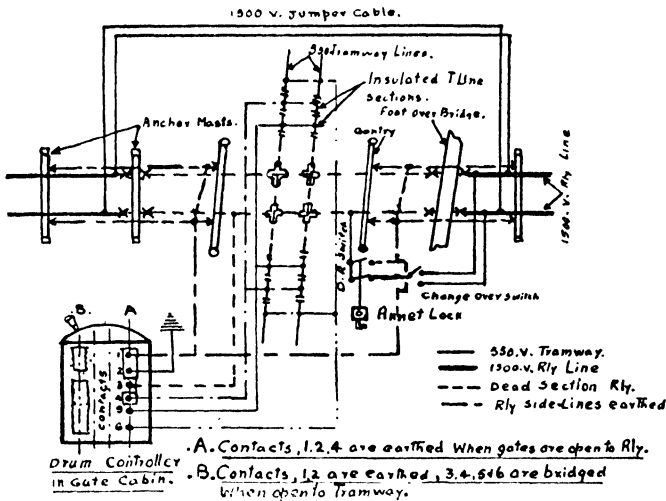 1500 v. Jumper Cable.
550 Tramway Lines.
Insulated T Line
sections.
Foot Over Bridge.
Gantry
Anchor Masts.
1500. v. Rly Line
D.P. Switch
Change Over Switch
Annet Lock
B.
A
contacts
1
2
3
4
5
6
Drum Controller
in Gate Cabin.
550. v. Tramway.
1500. v. Rly Line
Dead Section Rly.
Rly side-Lines earthed
.A. Contacts, 1.2.4 are earthed When gates are open to Rly.
.B. Contacts, 1,2 are earthed, 3.4.5&6 are bridged
When open to Tramway.